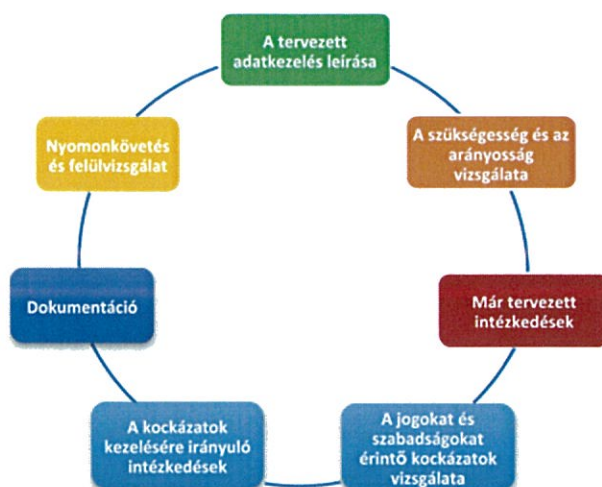 A tervezett
adatkezelés leírása
A szükségesség és az
arányosság
vizsgálata
Már tervezett
intézkedések
A jogokat és
szabadságokat
érintő kockázatok
vizsgálata
A kockázatok
kezelésére irányuló
intézkedések
Dokumentáció
Nyomonkövetés
és felülvizsgálat